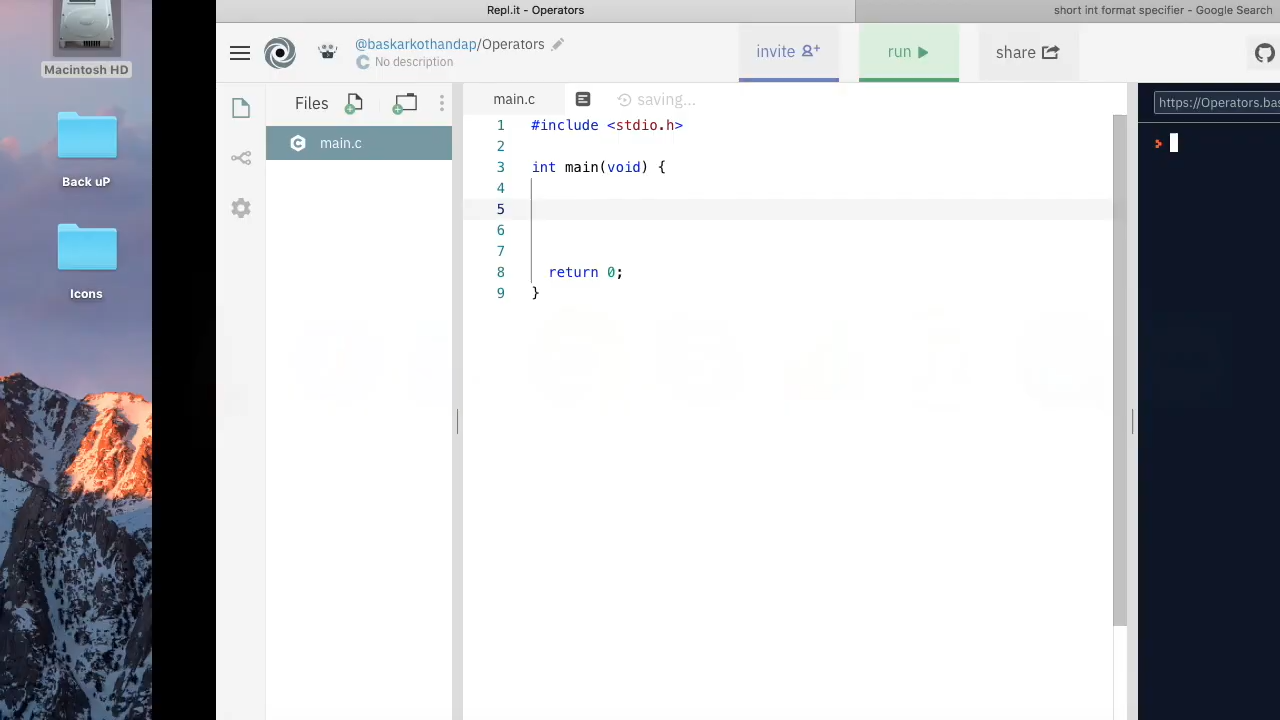 Repl.it - Operators
short int format specifier - Google Search
Macintosh HD
Back uP
Icons
@baskarkothandap/Operators
No description
invite
run
share
Files
main.c
main.c
saving...
1 #include <stdio.h>
2
3 int main(void) {
4
5
6
7
8 return 0;
9 }
https://Operators.bas